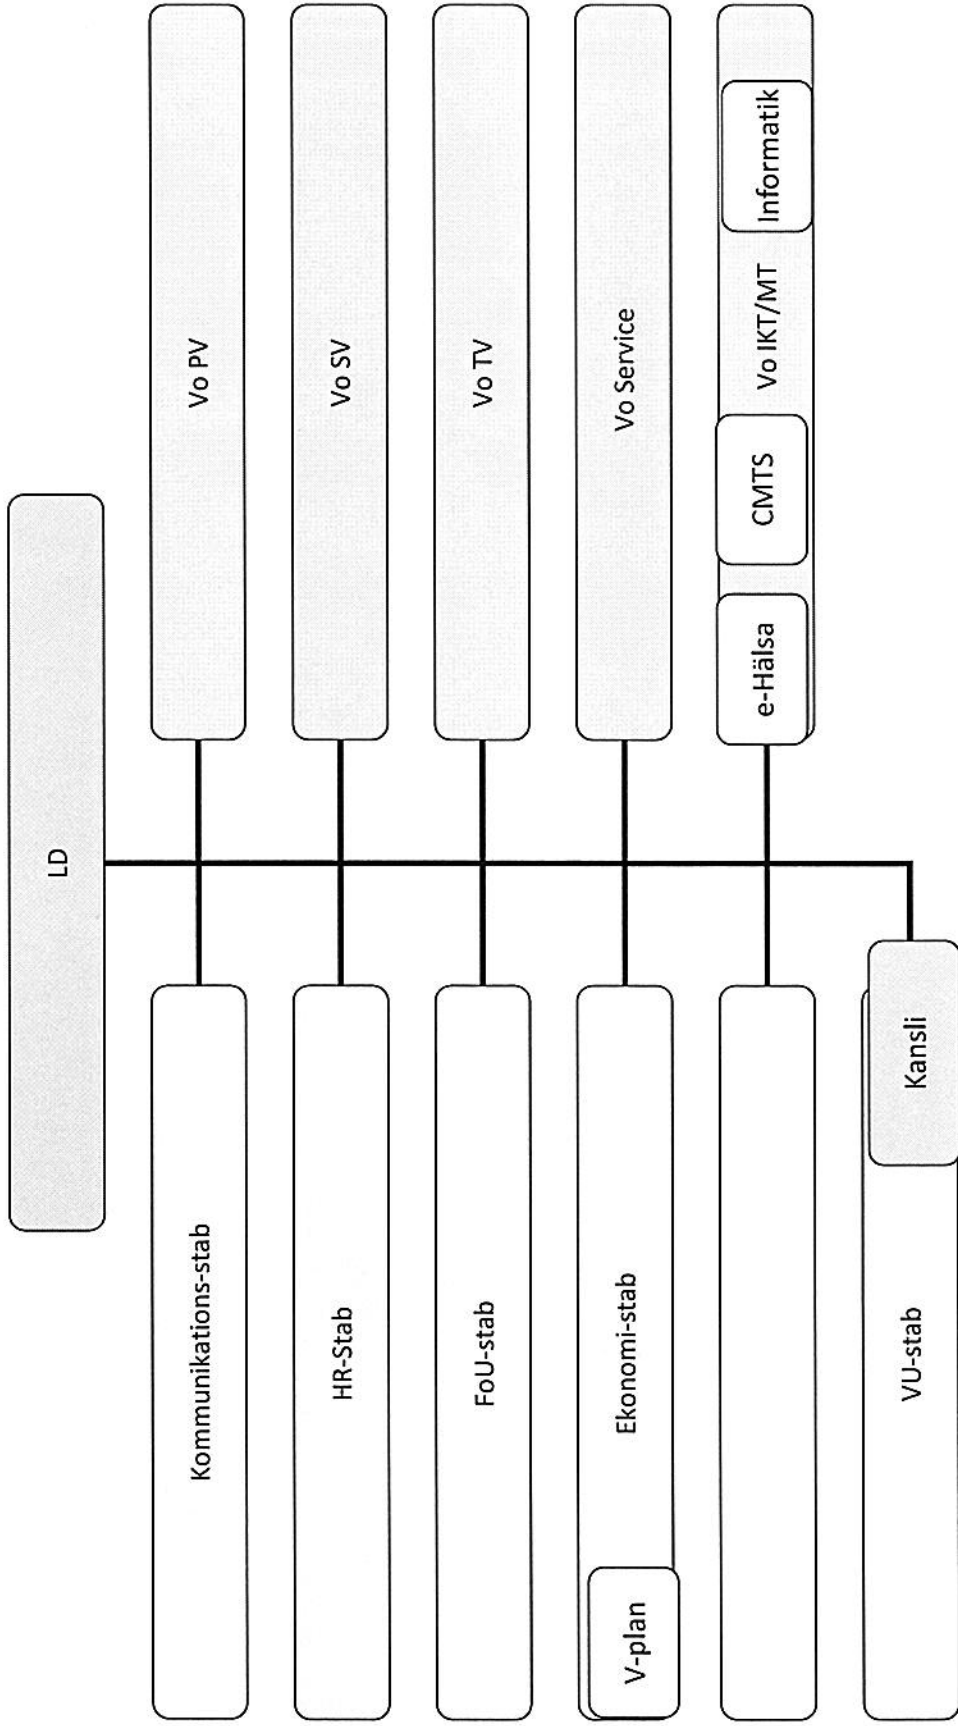 LD
Kommunikations-stab
Vo PV
HR-Stab
Vo SV
FoU-stab
Vo TV
V-plan
Ekonomi-stab
Vo Service
e-Hälsa
CMTS
Vo IKT/MT
Informatik
VU-stab
Kansli